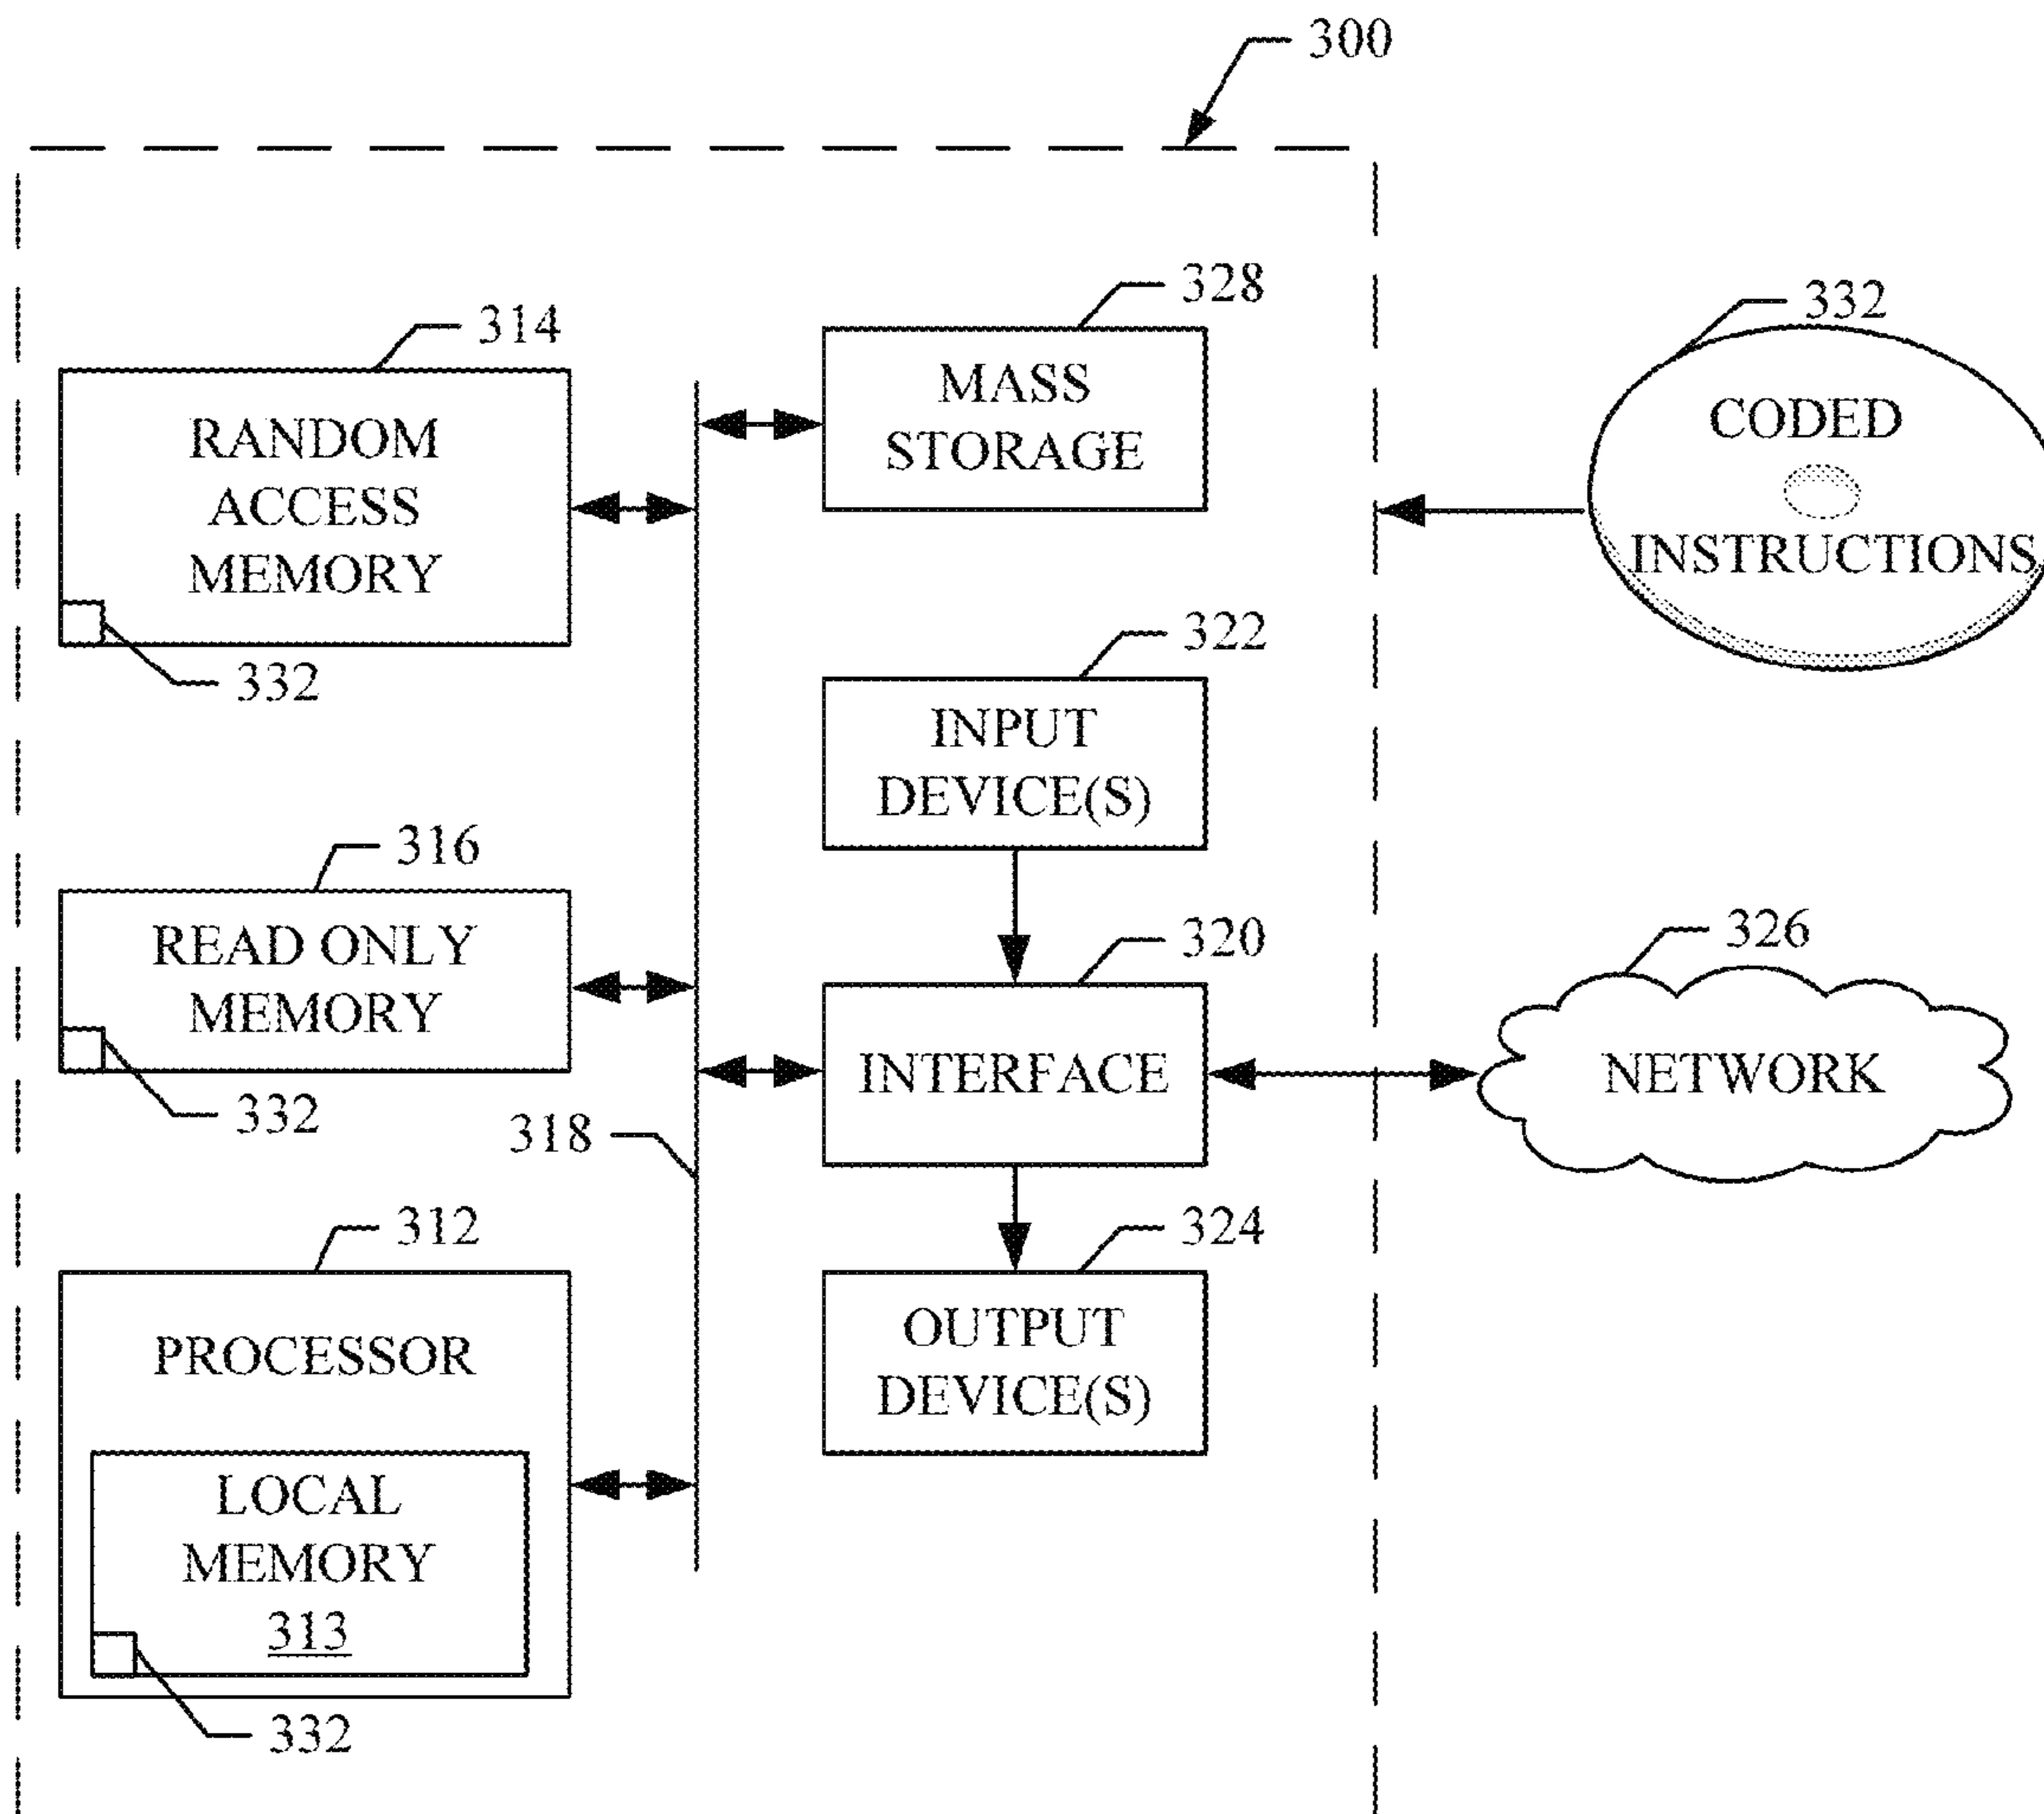 300
328
332
314
MASS
STORAGE
RANDOM
ACCESS
MEMORY
CODED
INSTRUCTIONS
332
322
INPUT
DEVICE(S)
316
READ ONLY
MEMORY
332
320
326
INTERFACE
NETWORK
318
312
324
PROCESSOR
OUTPUT
DEVICE(S)
LOCAL
MEMORY
313
332